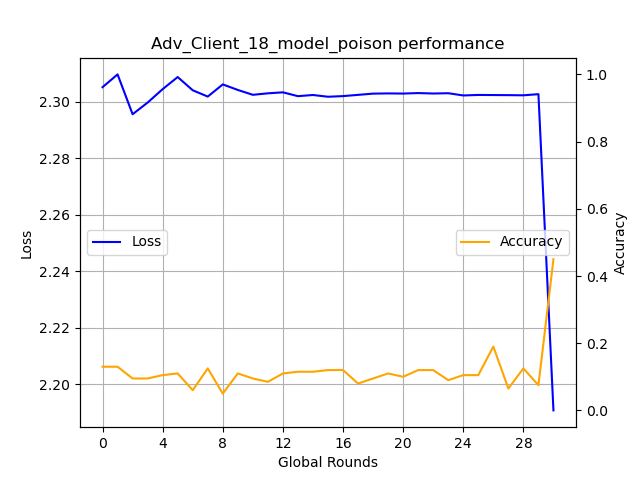 Adv_Client_18_model_poison performance
2.30
2.28
2.26
2.24
2.22
2.20
Loss
Loss
Accuracy
1.0
0.8
0.6
0.4
0.2
0.0
Accuracy
0 4 8 12 16 20 24 28
Global Rounds